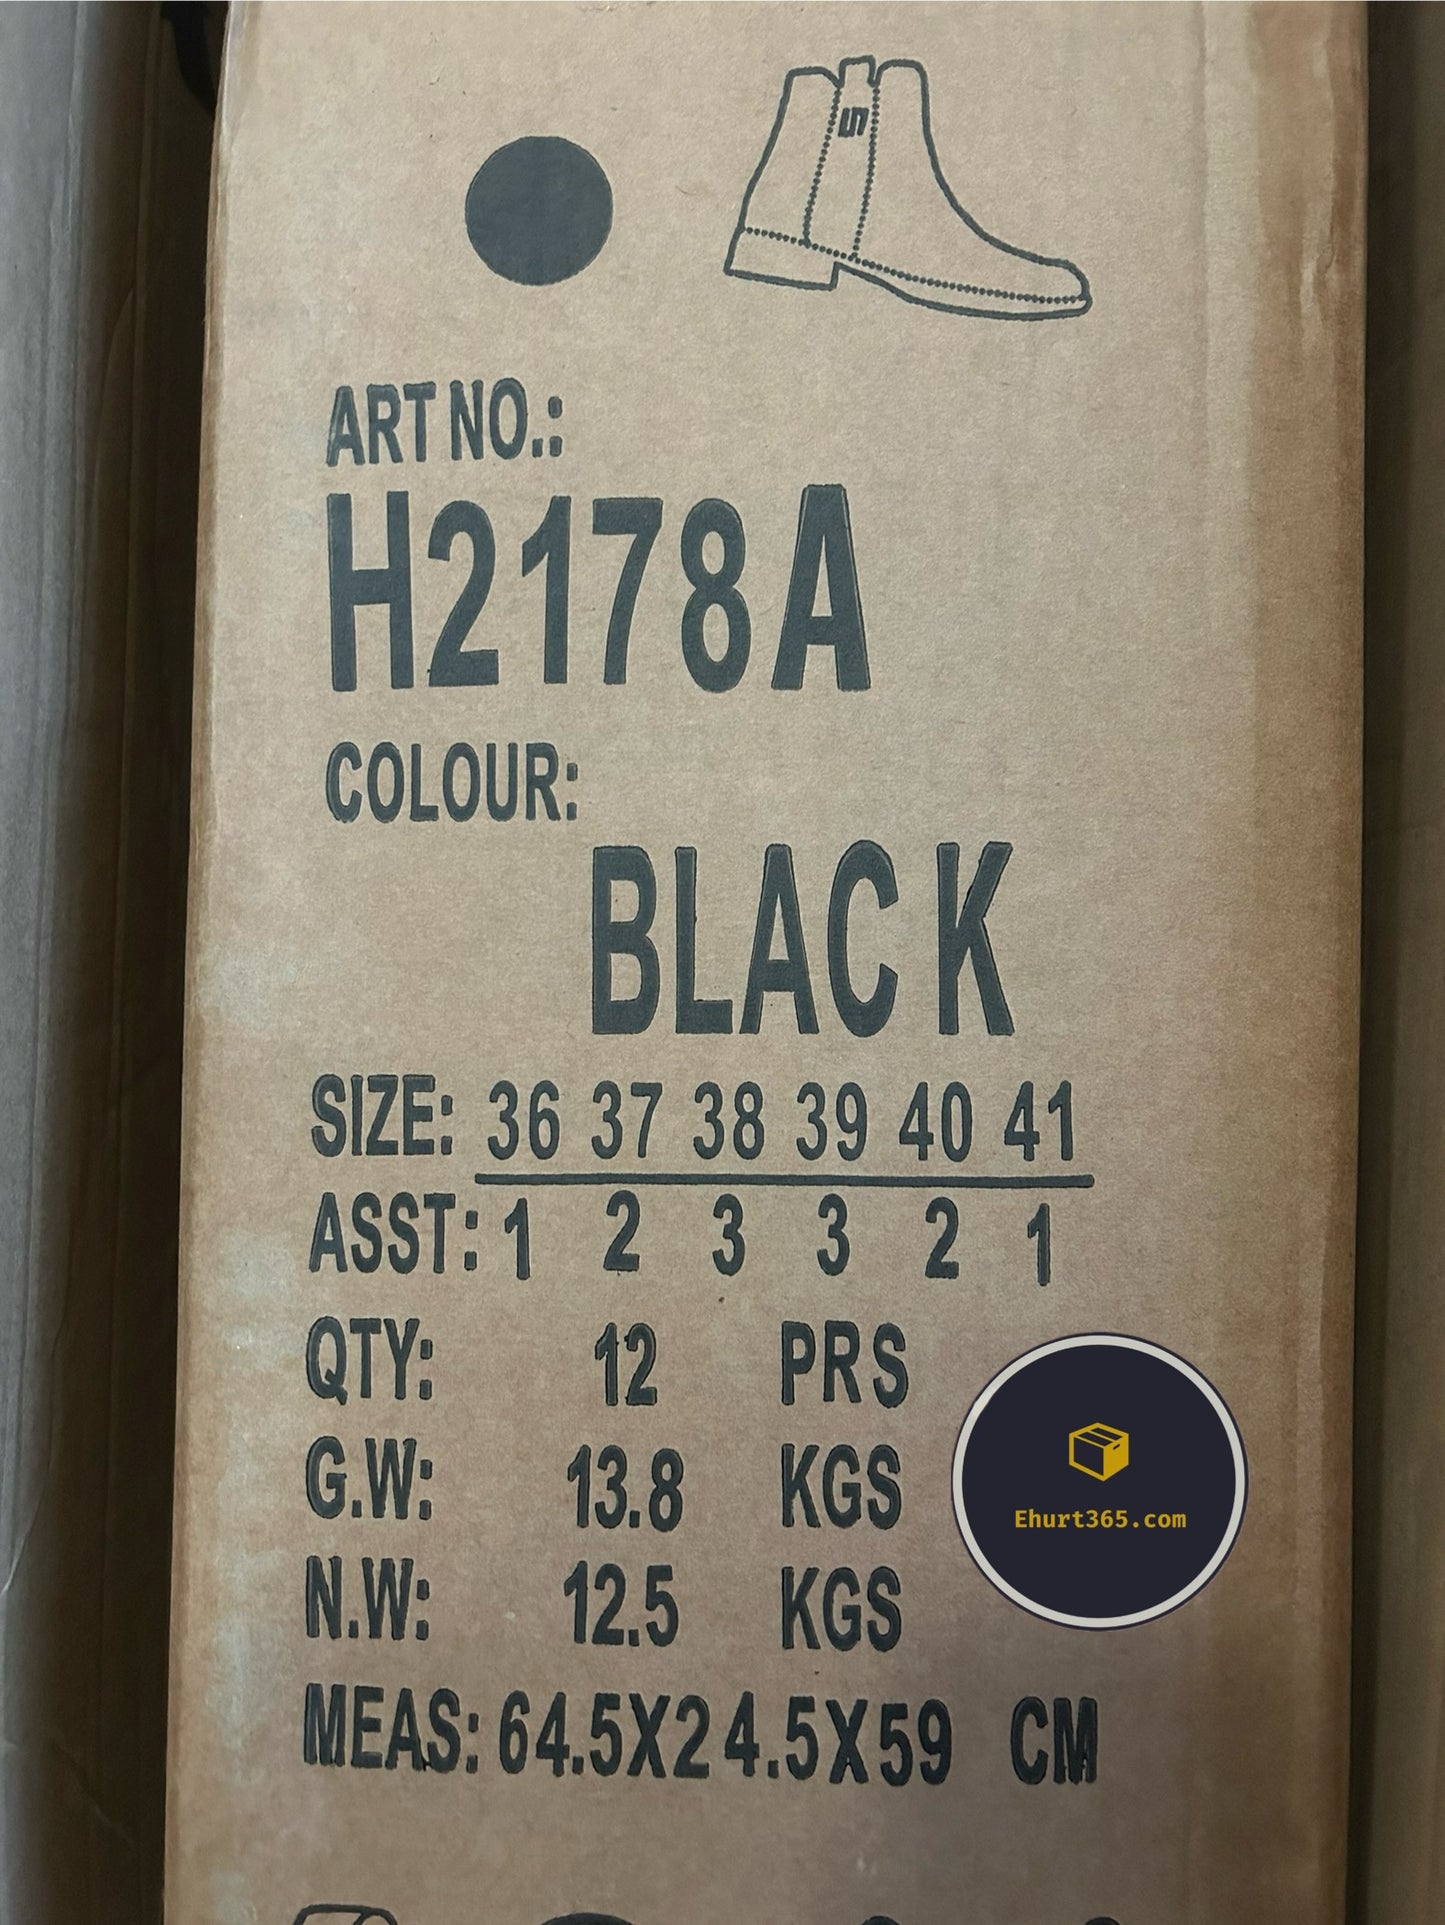 ART NO.:
H2178A
COLOUR:
BLACK
SIZE: 36 37 38 39 40 41
ASST: 1 2 3 3 2 1
QTY: 12 PRS
G.W: 13.8 KGS
N.W: 12.5 KGS
MEAS: 64.5X24.5X59 CM
Ehurt365.com